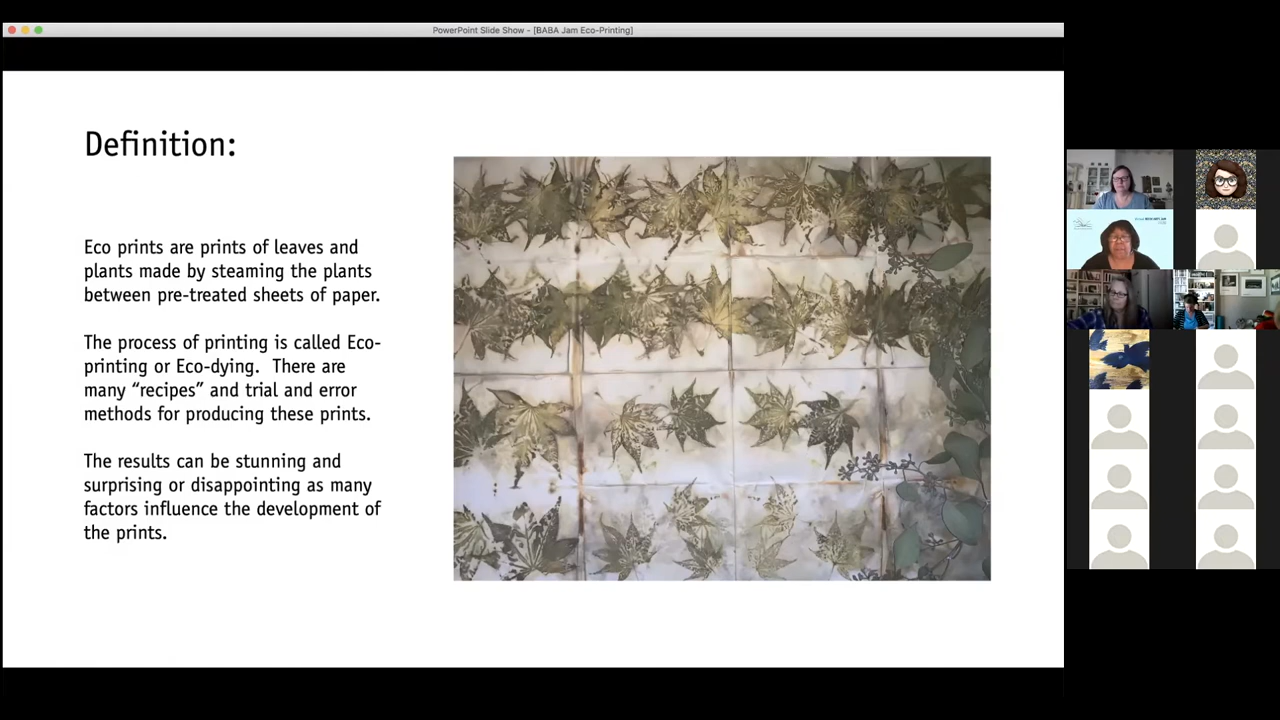 PowerPoint Slide Show - [BABA Jam Eco-Printing]
Definition:
Eco prints are prints of leaves and
plants made by steaming the plants
between pre-treated sheets of paper.
The process of printing is called Eco-
printing or Eco-dying.  There are
many “recipes” and trial and error
methods for producing these prints.
The results can be stunning and
surprising or disappointing as many
factors influence the development of
the prints.